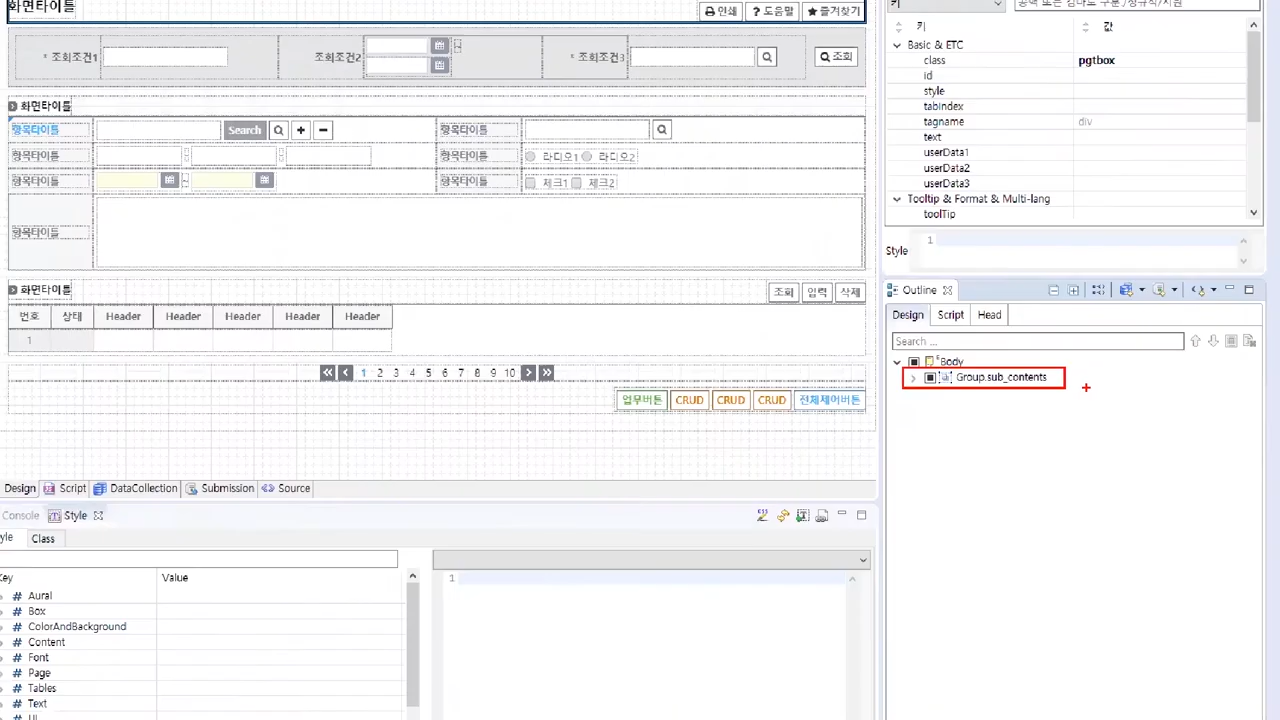 화면타이틀
인쇄
? 도움말
★ 즐겨찾기
* 조회조건1
조회조건2
~
* 조회조건3
조회
화면타이틀
항목타이틀
Search
+
-
항목타이틀
항목타이틀
항목타이틀
라디오1
라디오2
항목타이틀
~
항목타이틀
체크1
체크2
항목타이틀
화면타이틀
조회
입력
삭제
번호 상태 Header Header Header Header Header
1
1 2 3 4 5 6 7 8 9 10
업무버튼 CRUD CRUD CRUD 전체제어버튼
Design Script DataCollection Submission Source
Console Style
yle Class
Key Value
# Aural
# Box
# ColorAndBackground
# Content
# Font
# Page
# Tables
# Text
# UI
1
키
키 값
Basic & ETC
class pgtbox
id
style
tabIndex
tagname div
text
userData1
userData2
userData3
Tooltip & Format & Multi-lang
toolTip
Style 1
Outline
Design Script Head
Search ...
Body
Group.sub_contents